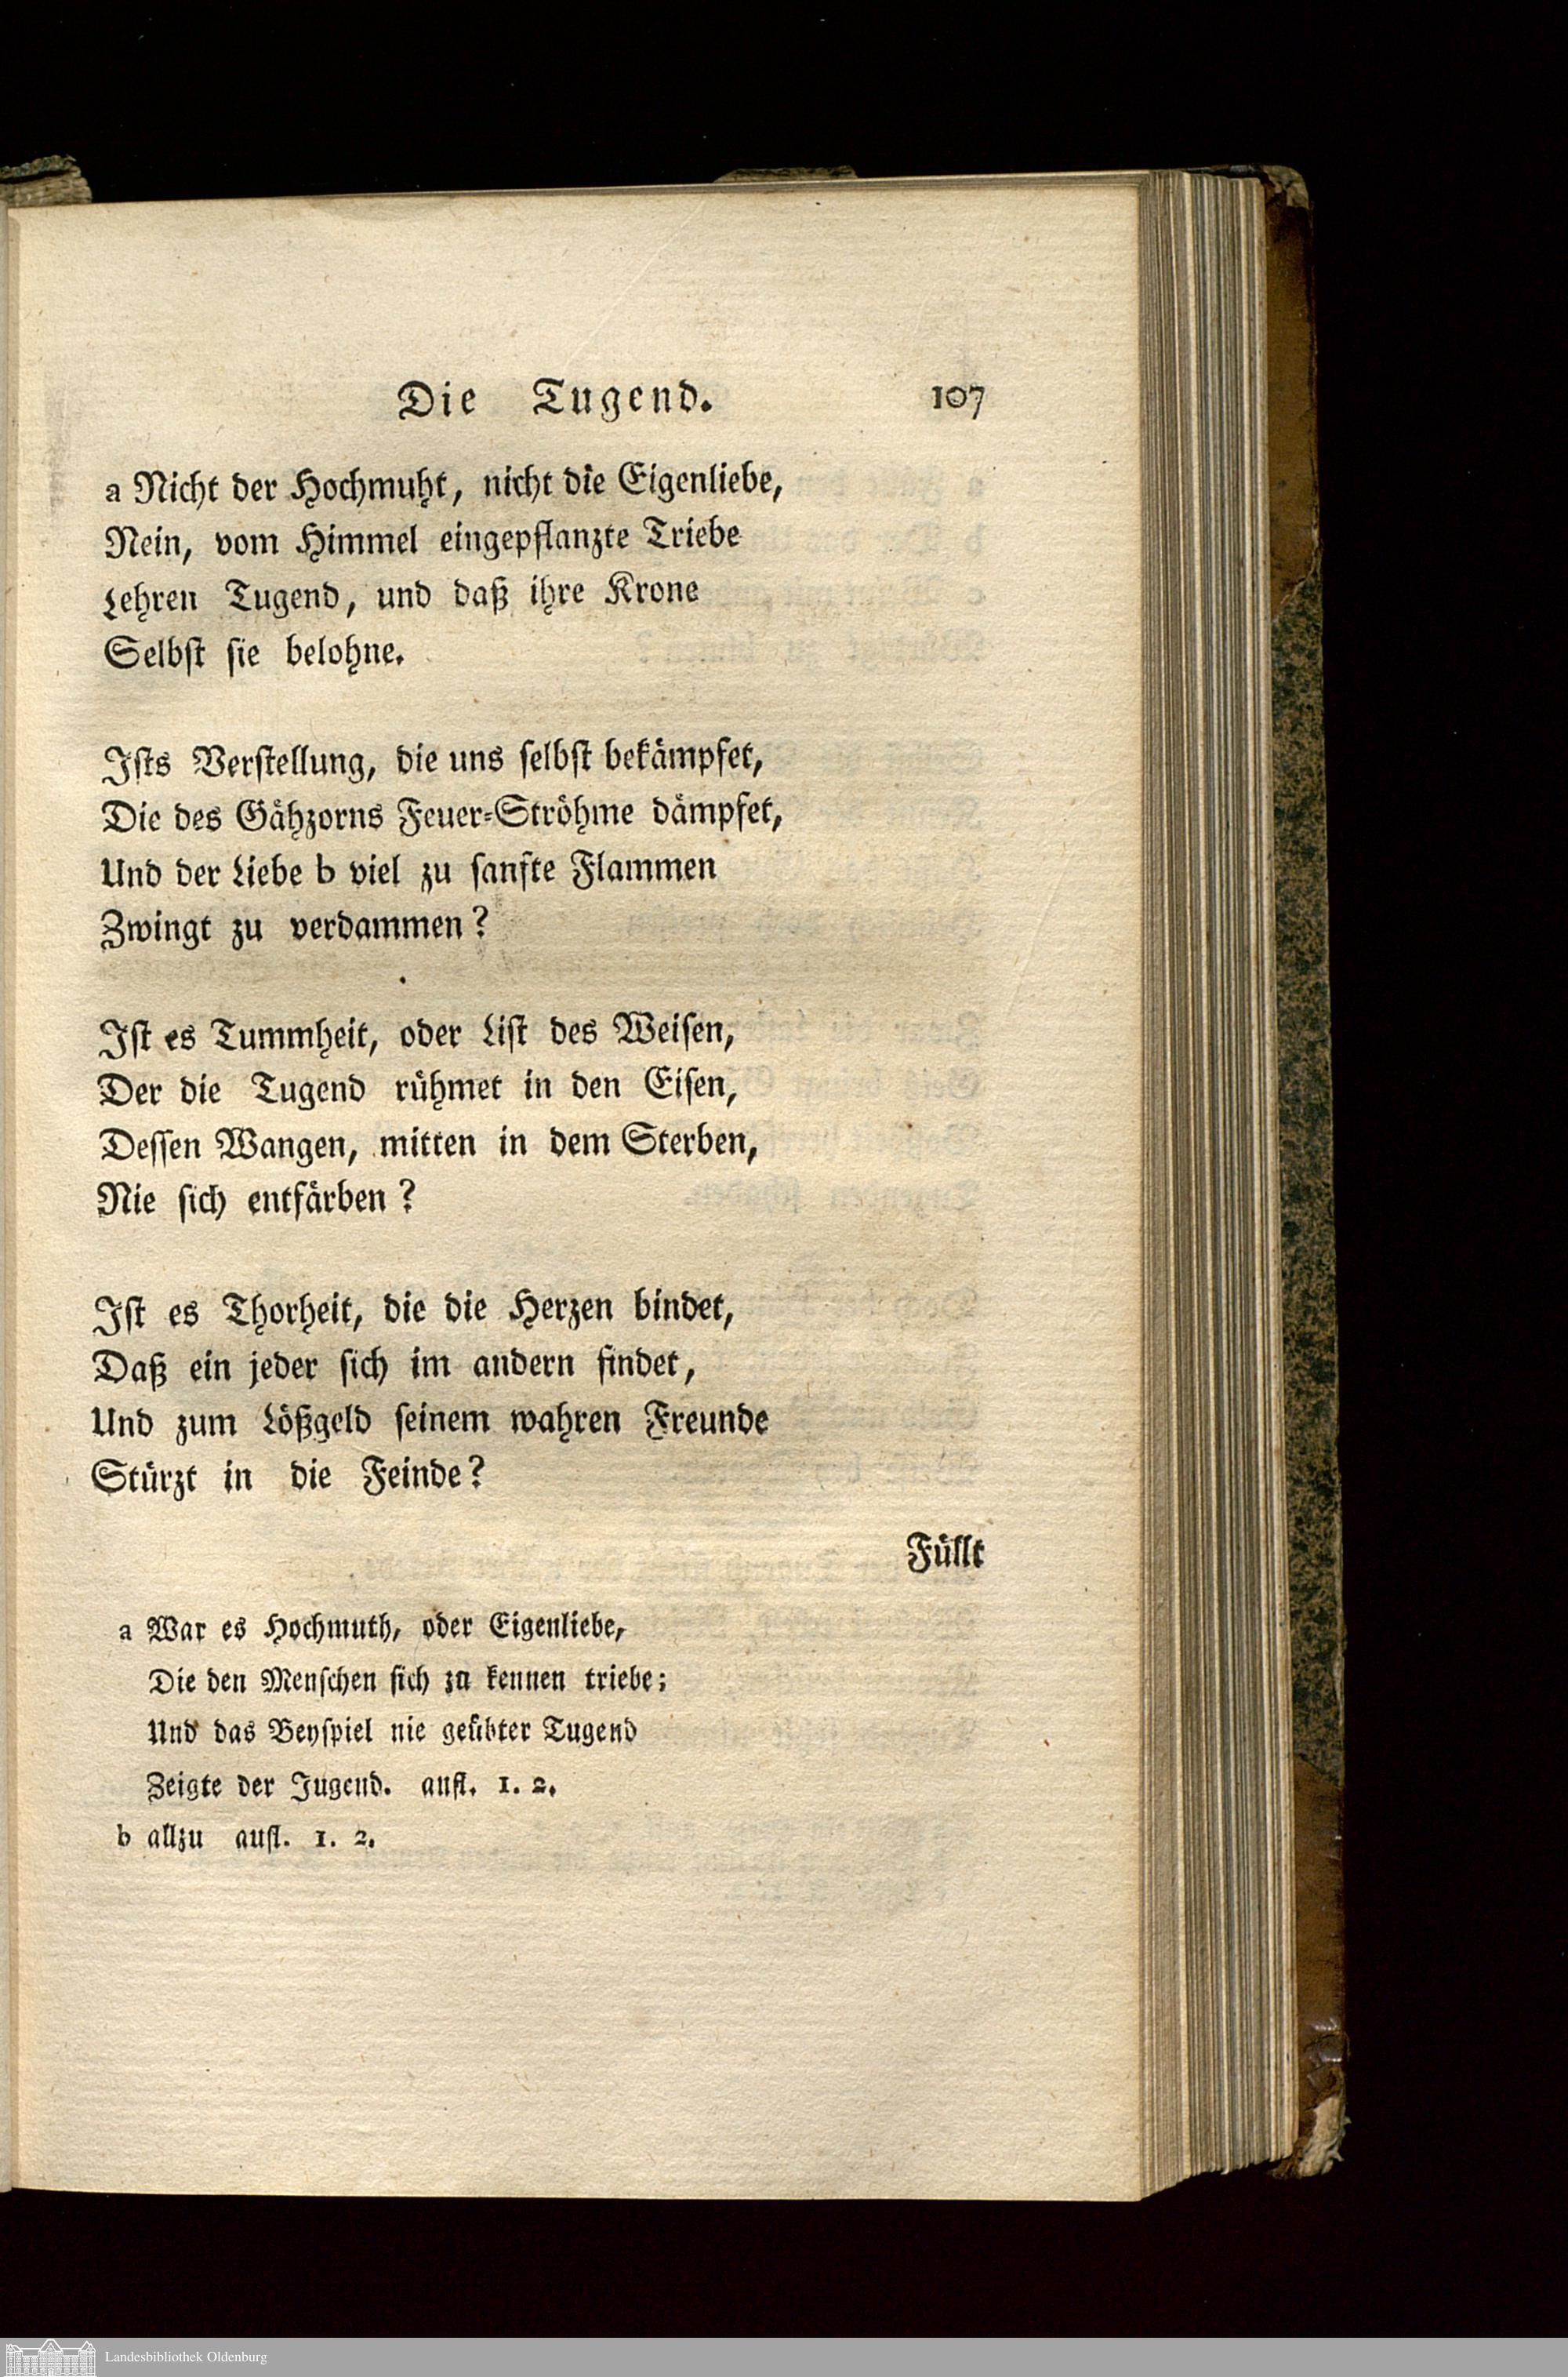 Die Tugend. 107
a Nicht der Hochmuht, nicht die Eigenliebe,
Nein, vom Himmel eingepflanzte Triebe
Lehren Tugend, und daß ihre Krone
Selbst sie belohne.
Ists Verstellung, die uns selbst bekämpfet,
Die des Gähzorns Feuer-Ströhme dämpfet,
Und der Liebe b viel zu sanfte Flammen
Zwingt zu verdammen?
Ist es Tummheit, oder List des Weisen,
Der die Tugend rühmet in den Eisen,
Dessen Wangen, mitten in dem Sterben,
Nie sich entfärben?
Ist es Thorheit, die die Herzen bindet,
Daß ein jeder sich im andern findet,
Und zum Lößgeld seinem wahren Freunde
Stürzt in die Feinde?
Füllt
a War es Hochmuth, oder Eigenliebe,
Die den Menschen sich zu kennen triebe;
Und das Beyspiel nie geübter Tugend
Zeigte der Jugend. aufl. 1. 2.
b allzu aufl. 1. 2.
Landesbibliothek Oldenburg